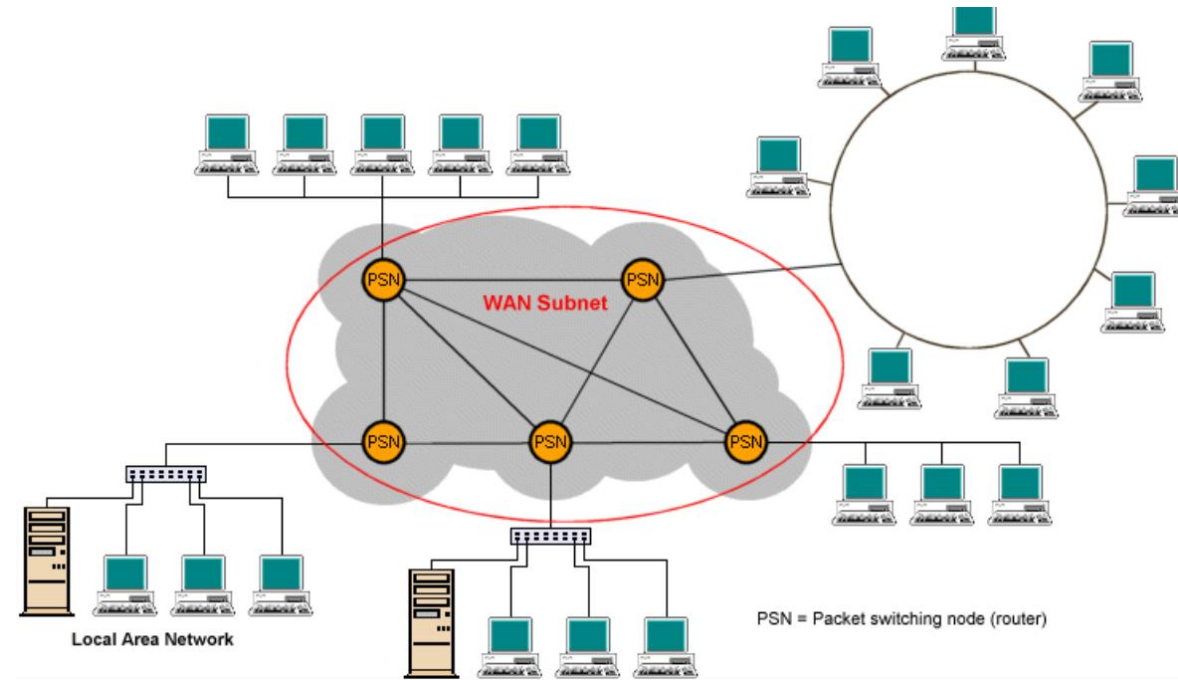 PSN
PSN
WAN Subnet
PSN
PSN
PSN
Local Area Network
PSN = Packet switching node (router)